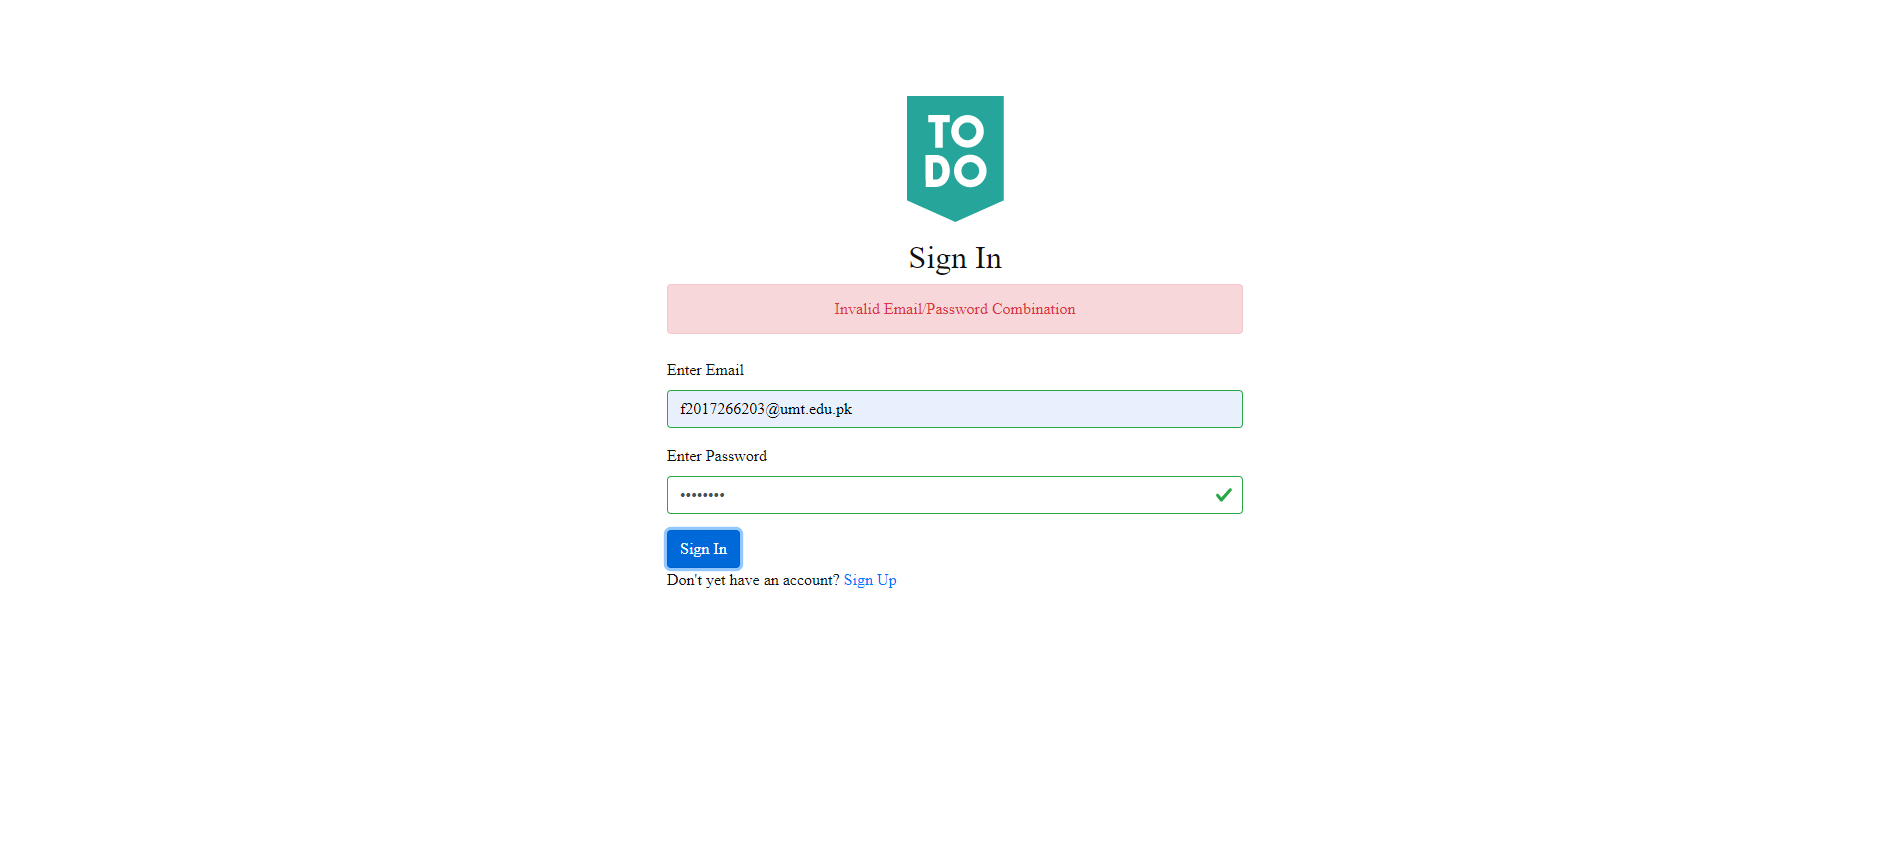 TO
DO
Sign In
Invalid Email/Password Combination
Enter Email
f2017266203@umt.edu.pk
Enter Password
••••••••
Sign In
Don't yet have an account? Sign Up